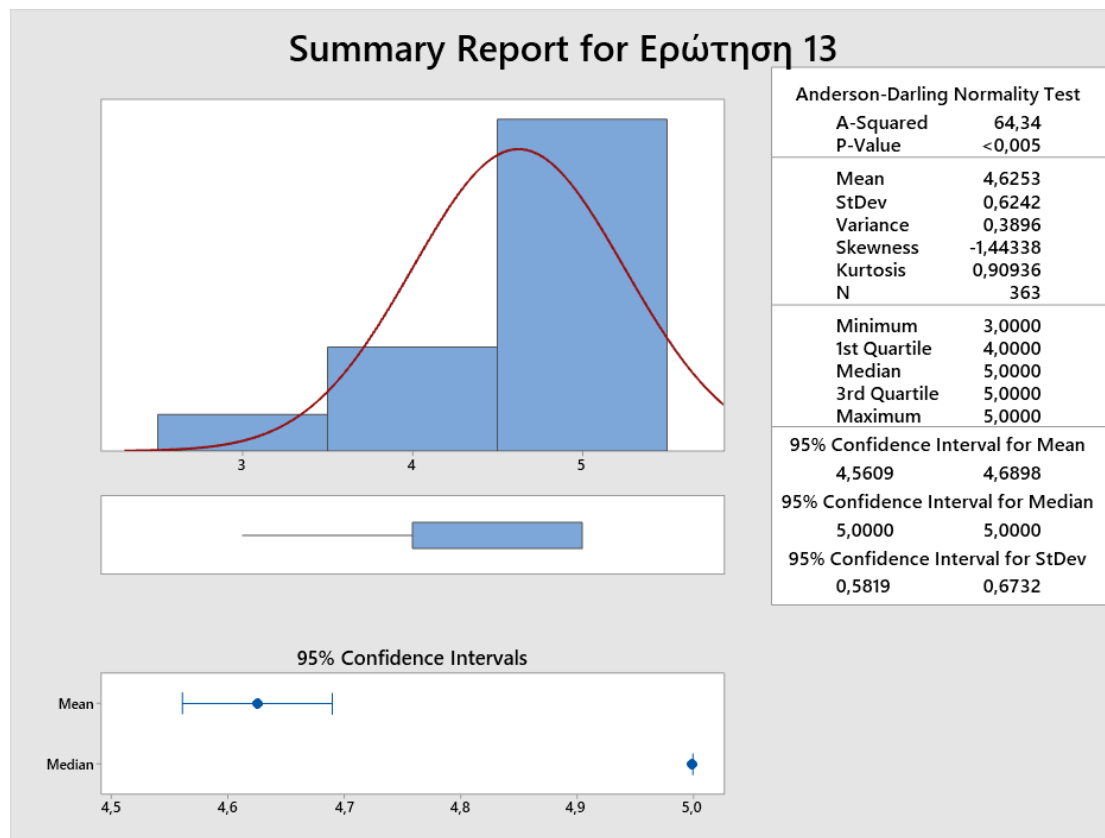 Summary Report for Ερώτηση 13
Anderson-Darling Normality Test
A-Squared 64,34
P-Value <0,005
Mean 4,6253
StDev 0,6242
Variance 0,3896
Skewness -1,44338
Kurtosis 0,90936
N 363
Minimum 3,0000
1st Quartile 4,0000
Median 5,0000
3rd Quartile 5,0000
Maximum 5,0000
95% Confidence Interval for Mean
4,5609 4,6898
95% Confidence Interval for Median
5,0000 5,0000
95% Confidence Interval for StDev
0,5819 0,6732
3 4 5
95% Confidence Intervals
Mean
Median
4,5 4,6 4,7 4,8 4,9 5,0